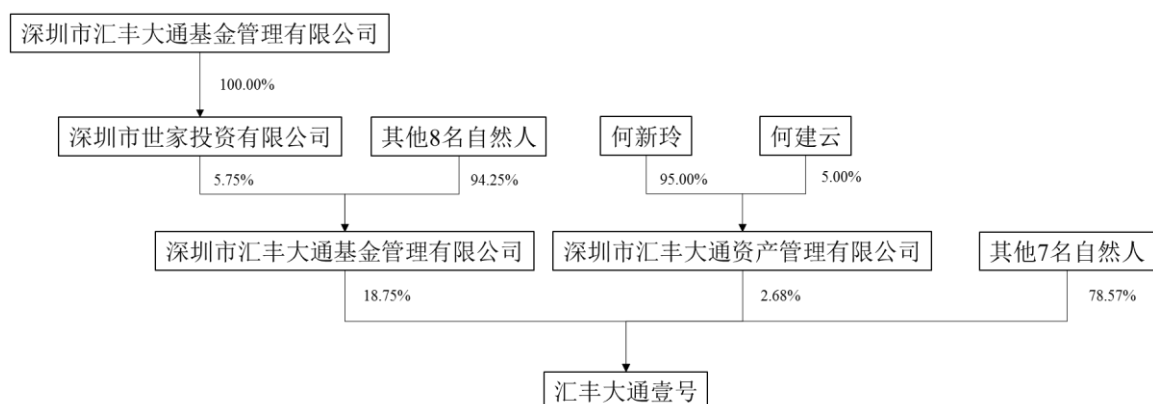 深圳市汇丰大通基金管理有限公司
100.00%
深圳市世家投资有限公司
其他8名自然人
何新玲
何建云
5.75%
94.25%
95.00%
5.00%
深圳市汇丰大通基金管理有限公司
深圳市汇丰大通资产管理有限公司
其他7名自然人
18.75%
2.68%
78.57%
汇丰大通壹号